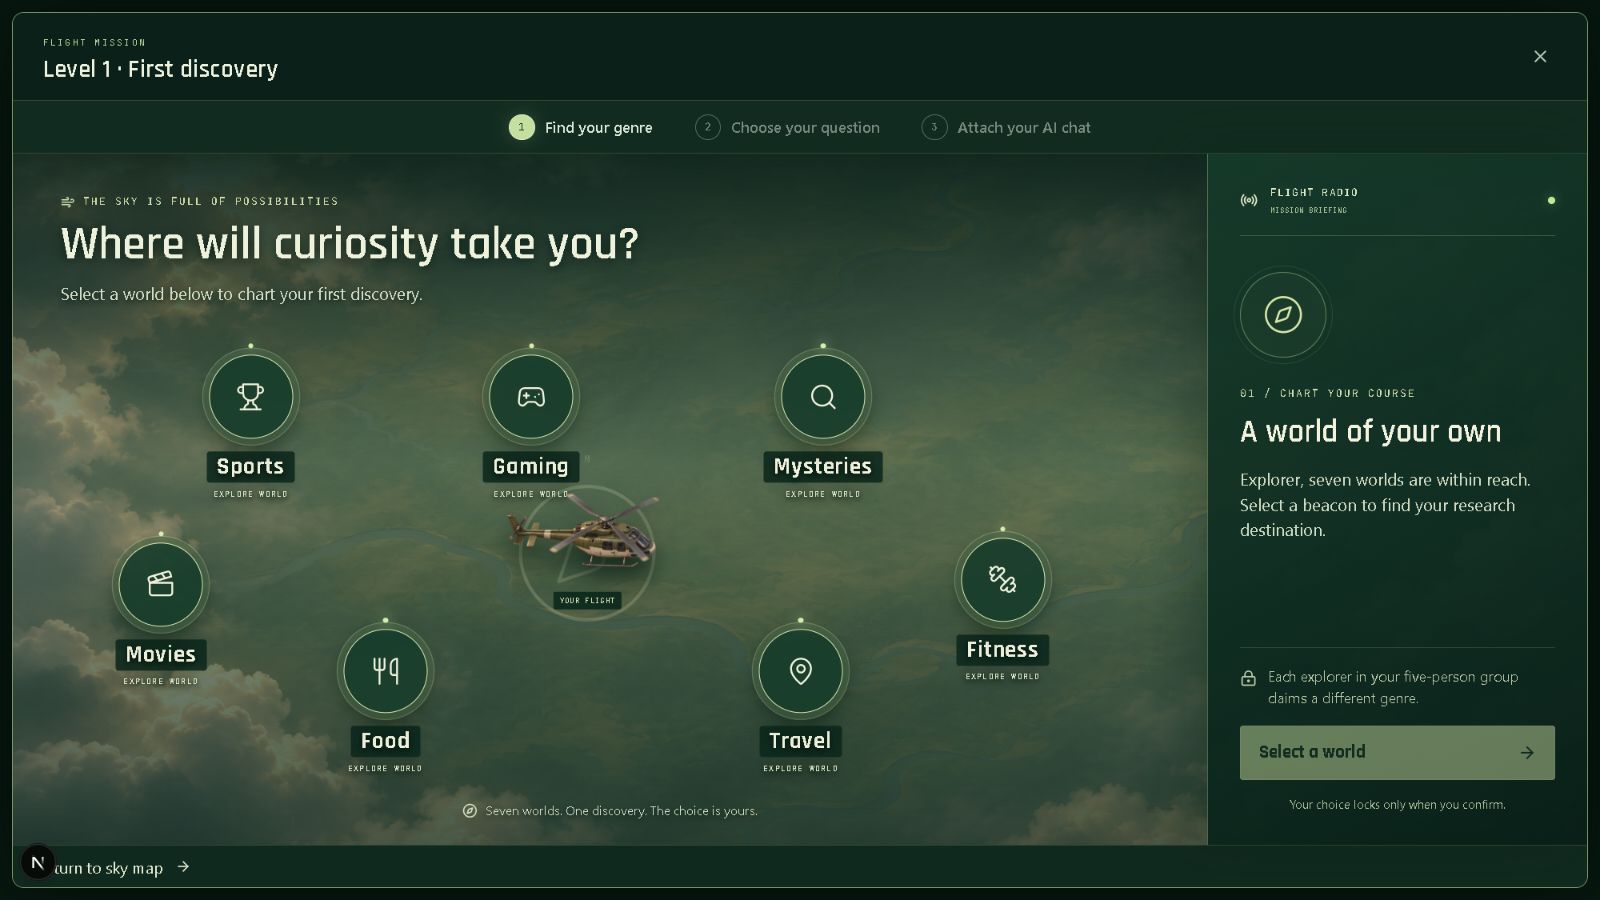 FLIGHT MISSION
Level 1 · First discovery
1 Find your genre
2 Choose your question
3 Attach your AI chat
THE SKY IS FULL OF POSSIBILITIES
Where will curiosity take you?
Select a world below to chart your first discovery.
Sports
EXPLORE WORLD
Gaming
EXPLORE WORLD
Mysteries
EXPLORE WORLD
N
YOUR FLIGHT
Movies
EXPLORE WORLD
Fitness
EXPLORE WORLD
Food
EXPLORE WORLD
Travel
EXPLORE WORLD
Seven worlds. One discovery. The choice is yours.
FLIGHT RADIO
MISSION BRIEFING
01 / CHART YOUR COURSE
A world of your own
Explorer, seven worlds are within reach.
Select a beacon to find your research
destination.
Each explorer in your five-person group
claims a different genre.
Select a world
Your choice locks only when you confirm.
N
turn to sky map